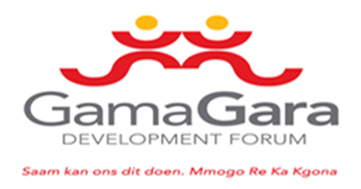 GamaGara
DEVELOPMENT FORUM
Saam kan ons dit doen. Mmogo Re Ka Kgona